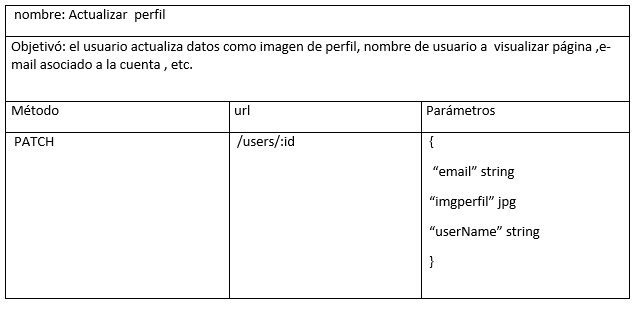 nombre: Actualizar perfil
Objetivó: el usuario actualiza datos como imagen de perfil, nombre de usuario a visualizar página ,e-
mail asociado a la cuenta , etc.
Método url Parámetros
PATCH /users/:id {
“email” string
“imgperfil” jpg
“userName” string
}